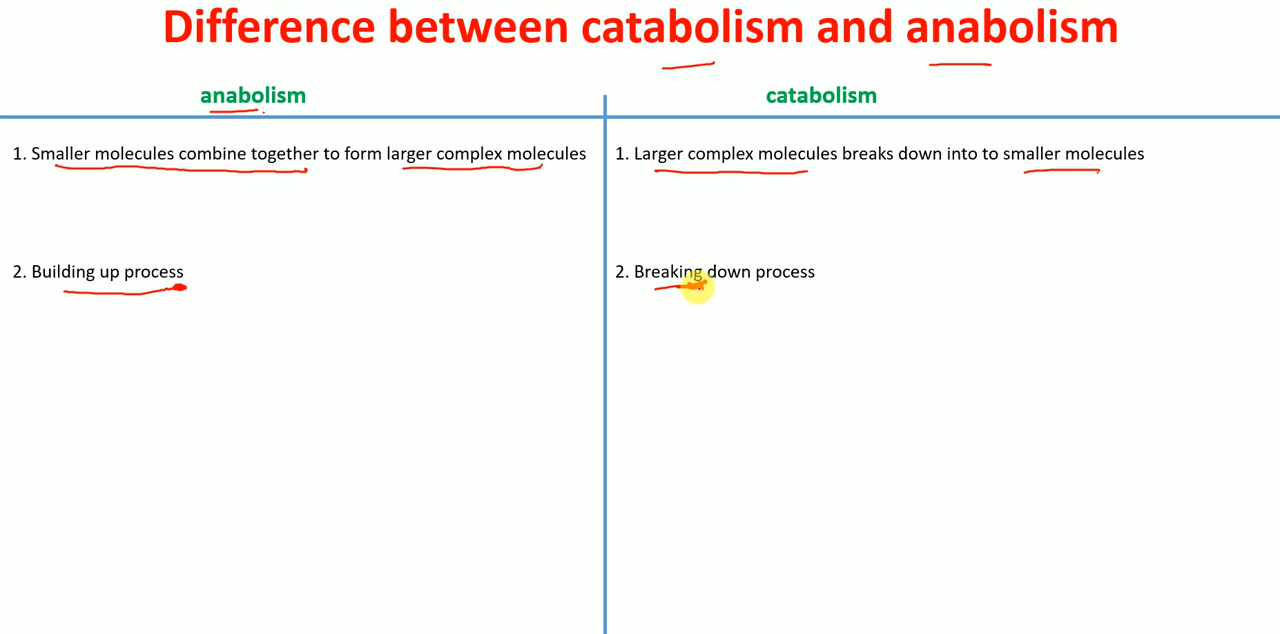 Difference between catabolism and anabolism
anabolism
catabolism
1. Smaller molecules combine together to form larger complex molecules
1. Larger complex molecules breaks down into to smaller molecules
2. Building up process
2. Breaking down process